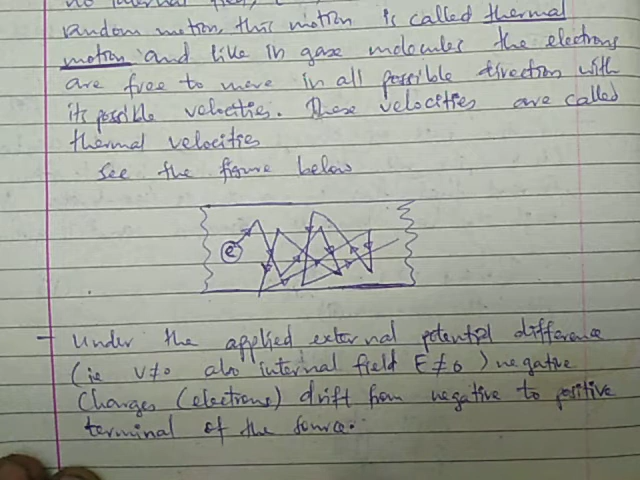 no internal field,
random motion, this motion is called thermal
motion and like in gase molecules the electrons
are free to move in all possible direction with
its possible velocities. These velocities are called
thermal velocities
see the figure below
e
- Under the applied external potential difference
(ie V≠0 also internal field E≠0) negative
Charges (electrons) drift from negative to positive
terminal of the source.